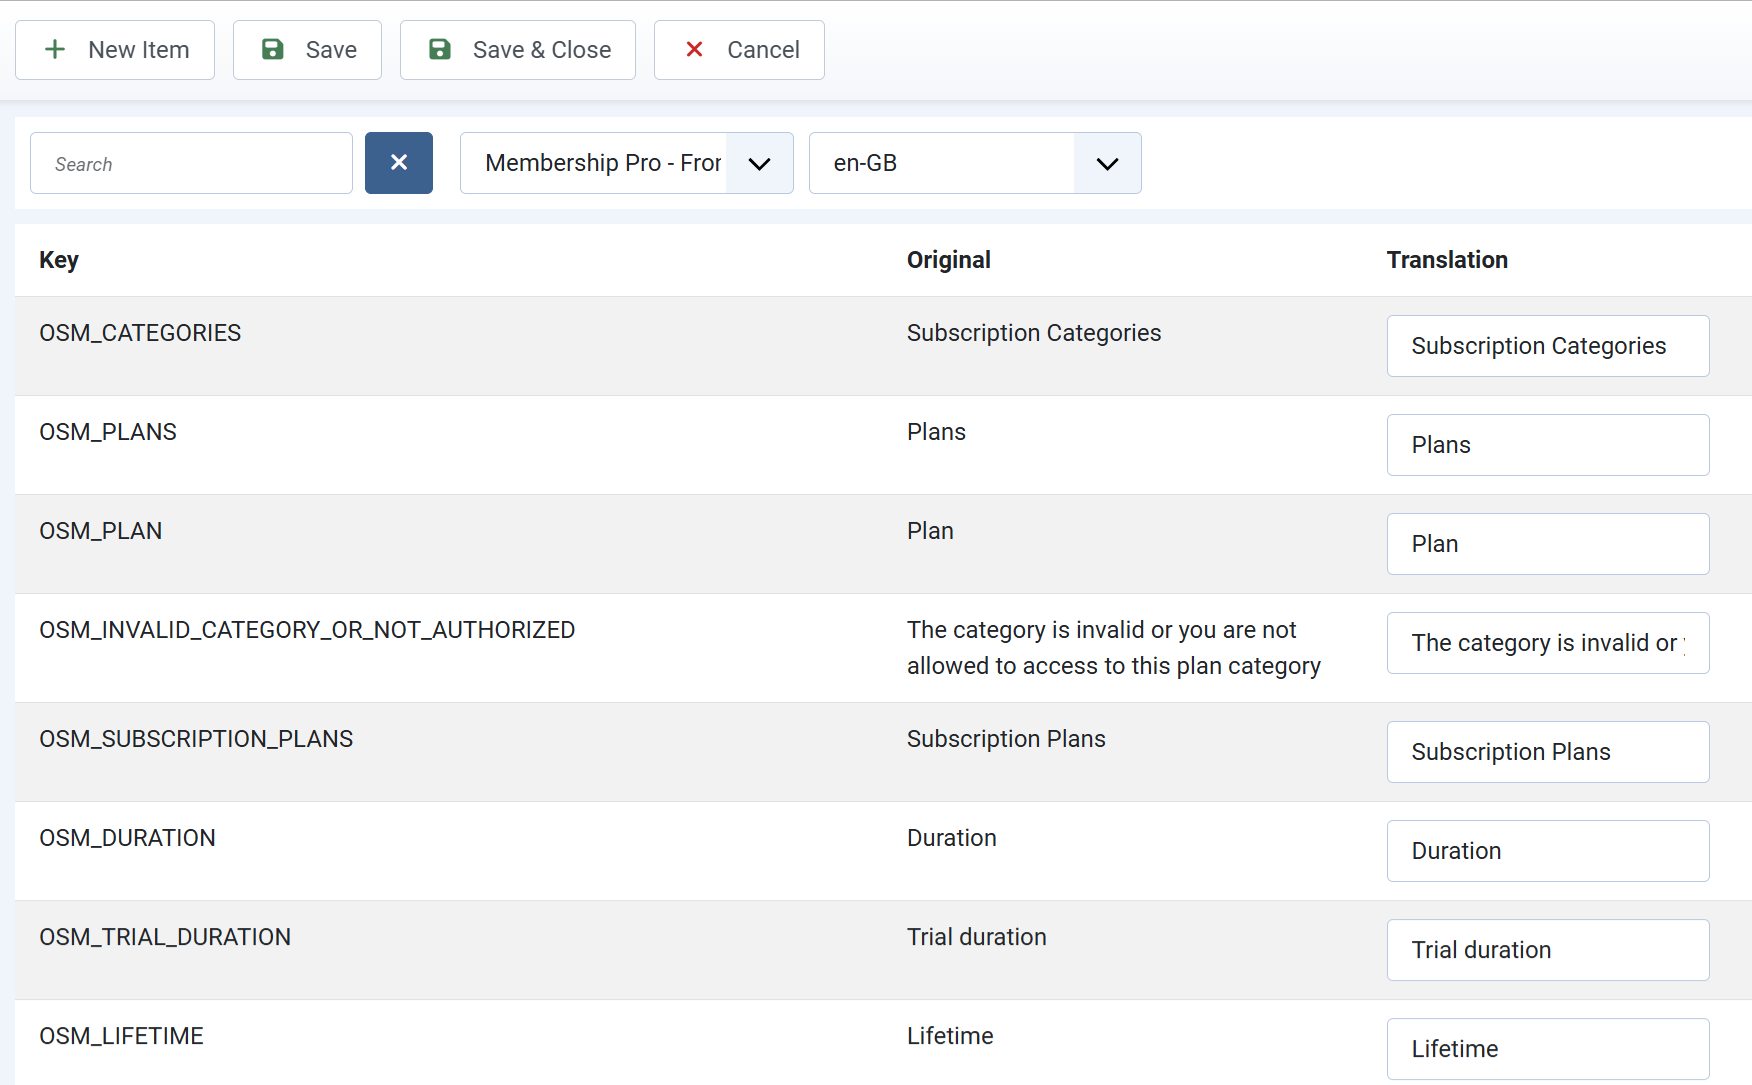 New Item
Save
Save & Close
Cancel
Search
Membership Pro - Fror
en-GB
Key Original Translation
OSM_CATEGORIES Subscription Categories Subscription Categories
OSM_PLANS Plans Plans
OSM_PLAN Plan Plan
OSM_INVALID_CATEGORY_OR_NOT_AUTHORIZED The category is invalid or you are not The category is invalid or
allowed to access to this plan category
OSM_SUBSCRIPTION_PLANS Subscription Plans Subscription Plans
OSM_DURATION Duration Duration
OSM_TRIAL_DURATION Trial duration Trial duration
OSM_LIFETIME Lifetime Lifetime